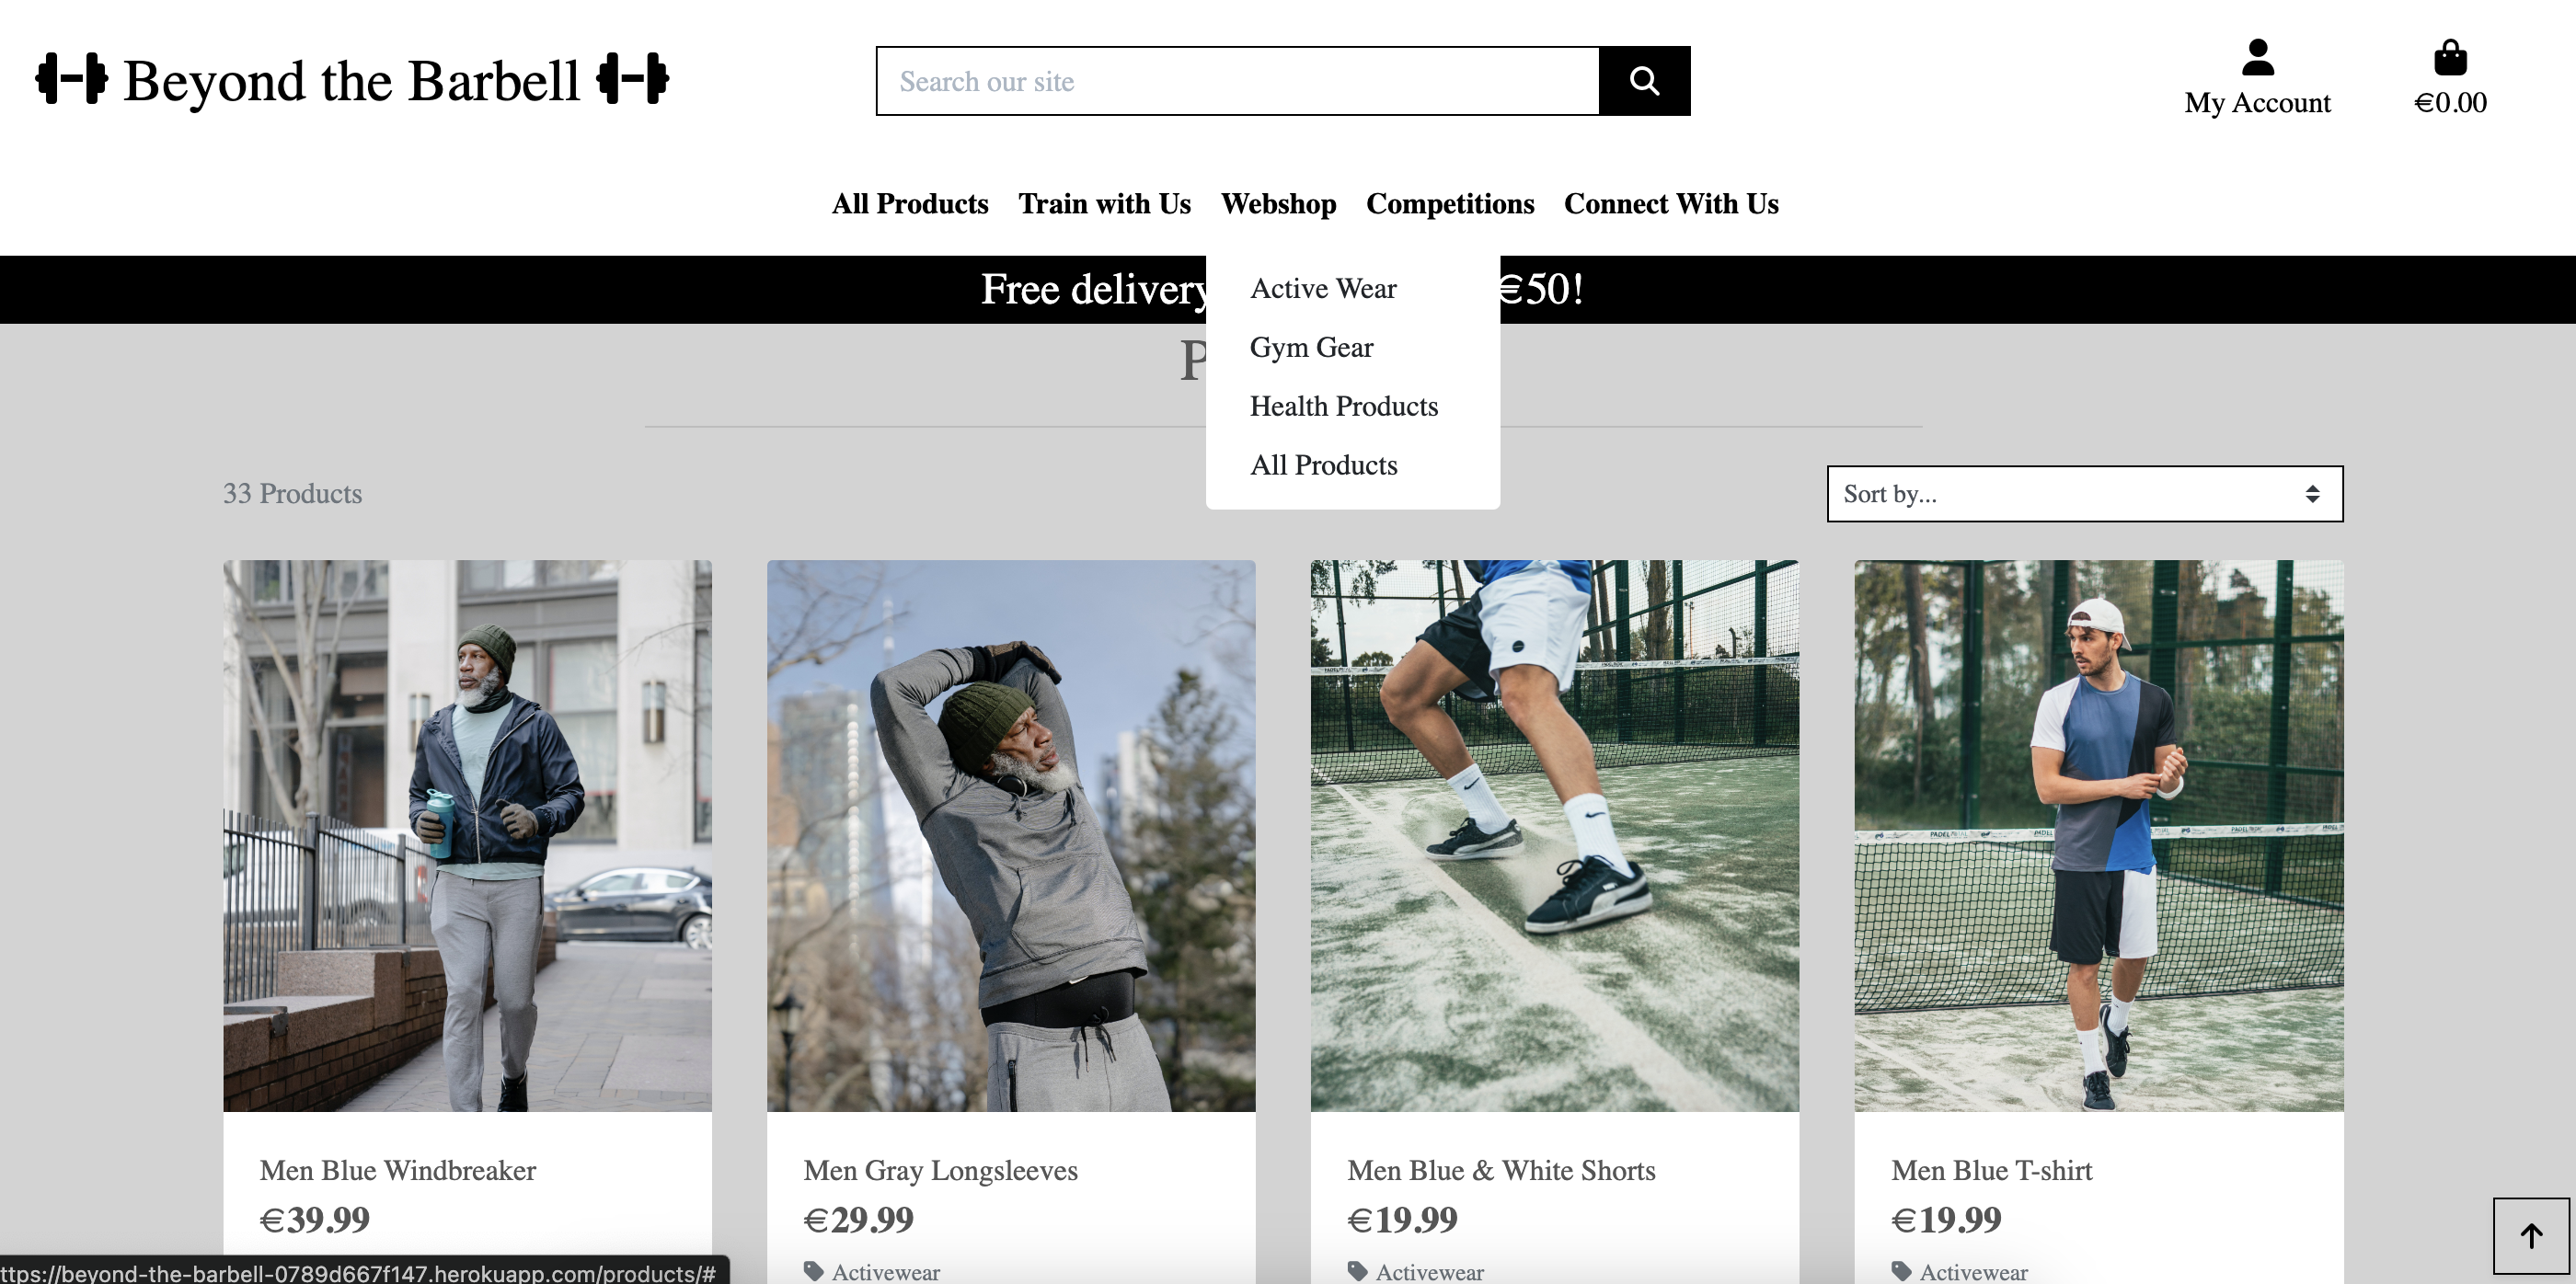 Beyond the Barbell
Search our site
My Account
€0.00
All Products Train with Us Webshop Competitions Connect With Us
Free delivery €50!
Active Wear
Gym Gear
Health Products
All Products
33 Products
Sort by...
Men Blue Windbreaker
€39.99
Men Gray Longsleeves
€29.99
Activewear
Men Blue & White Shorts
€19.99
Activewear
Men Blue T-shirt
€19.99
Activewear
ttps://beyond-the-barbell-0789d667f147.herokuapp.com/products/#